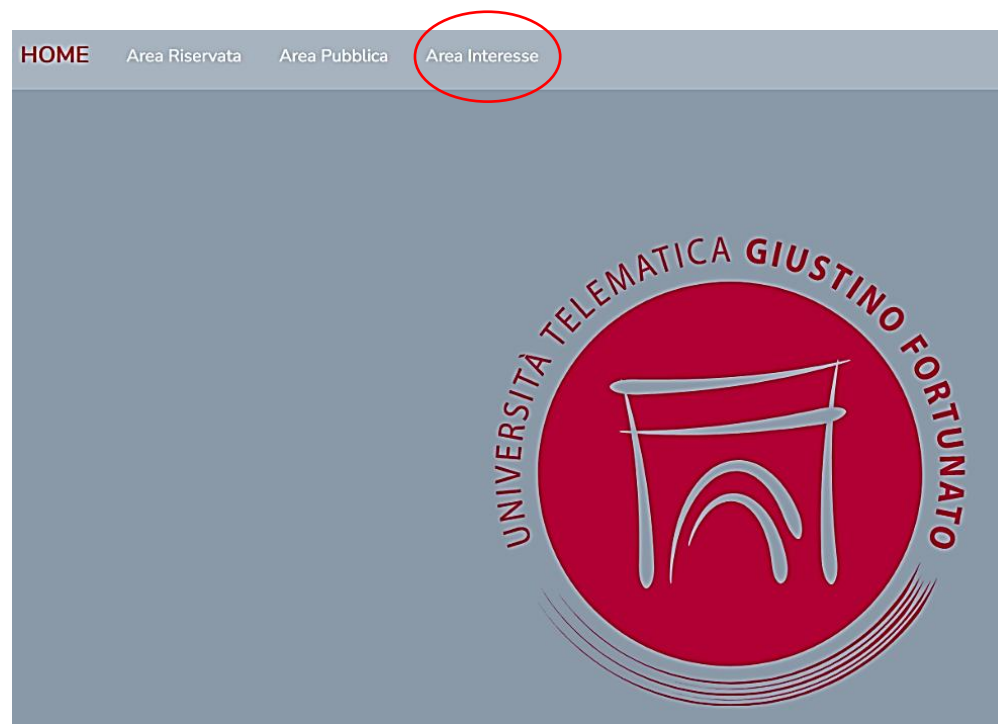 HOME Area Riservata Area Pubblica Area Interesse
UNIVERSITÀ TELEMATICA GIUSTINO FORTUNATO